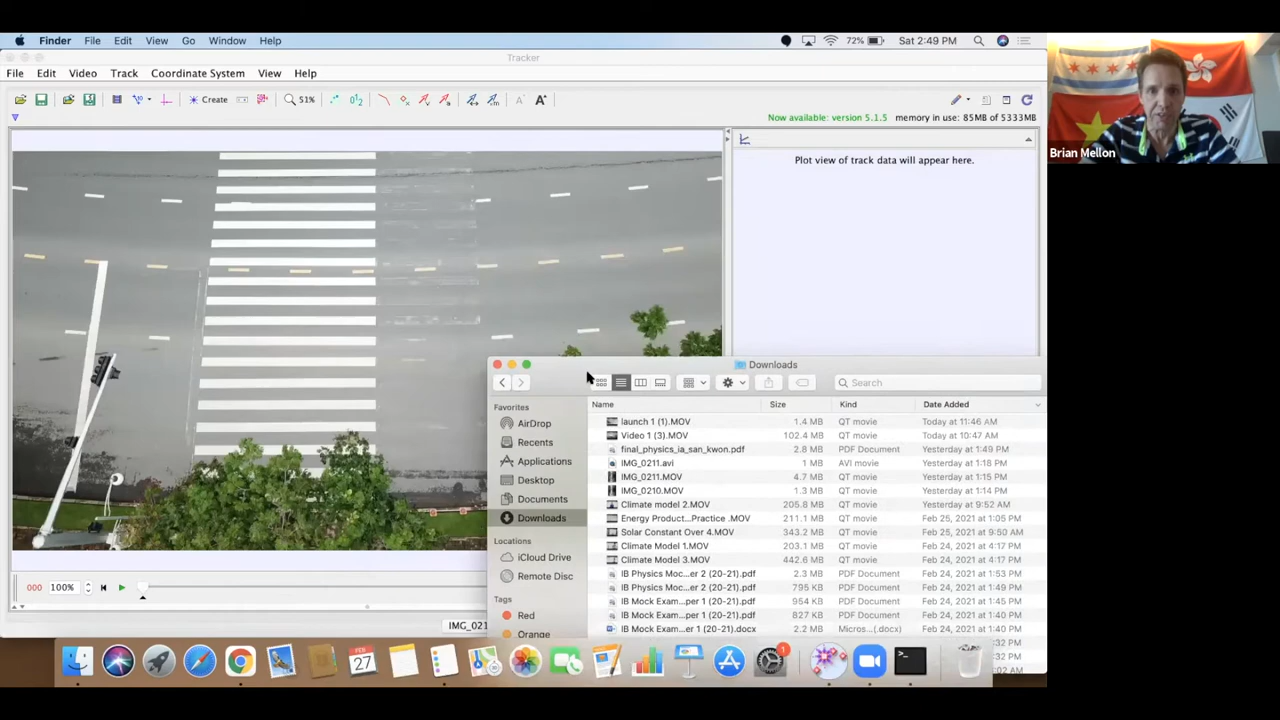 Finder File Edit View Go Window Help
72% Sat 2:49 PM
Tracker
File Edit Video Track Coordinate System View Help
Create 51%
Now available: version 5.1.5 memory in use: 85MB of 5333MB
Plot view of track data will appear here.
Brian Mellon
Downloads
Search
Favorites
AirDrop
Recents
Applications
Desktop
Documents
Downloads
Locations
iCloud Drive
Remote Disc
Tags
Red
Orange
Name Size Kind Date Added
launch 1 (1).MOV 1.4 MB QT movie Today at 11:46 AM
Video 1 (3).MOV 102.4 MB QT movie Today at 10:47 AM
final_physics_ia_san_kwon.pdf 2.8 MB PDF Document Yesterday at 1:49 PM
IMG_0211.avi 1 MB AVI movie Yesterday at 1:18 PM
IMG_0211.MOV 4.7 MB QT movie Yesterday at 1:15 PM
IMG_0210.MOV 1.3 MB QT movie Yesterday at 1:14 PM
Climate model 2.MOV 205.8 MB QT movie Yesterday at 9:52 AM
Energy Product...Practice .MOV 211.1 MB QT movie Feb 25, 2021 at 1:05 PM
Solar Constant Over 4.MOV 343.2 MB QT movie Feb 25, 2021 at 9:50 AM
Climate Model 1.MOV 203.1 MB QT movie Feb 24, 2021 at 4:17 PM
Climate Model 3.MOV 442.6 MB QT movie Feb 24, 2021 at 4:17 PM
IB Physics Moc...er 2 (20-21).pdf 2.3 MB PDF Document Feb 24, 2021 at 1:53 PM
IB Physics Moc...er 2 (20-21).pdf 795 KB PDF Document Feb 24, 2021 at 1:49 PM
IB Mock Exam...per 1 (20-21).pdf 954 KB PDF Document Feb 24, 2021 at 1:45 PM
IB Mock Exam...per 1 (20-21).pdf 827 KB PDF Document Feb 24, 2021 at 1:40 PM
IB Mock Exam...er 1 (20-21).docx 2.2 MB Micros...(.docx) Feb 24, 2021 at 1:40 PM
:32 PM
:32 PM
:02 AM
000 100%
IMG_021
FEB
27
1